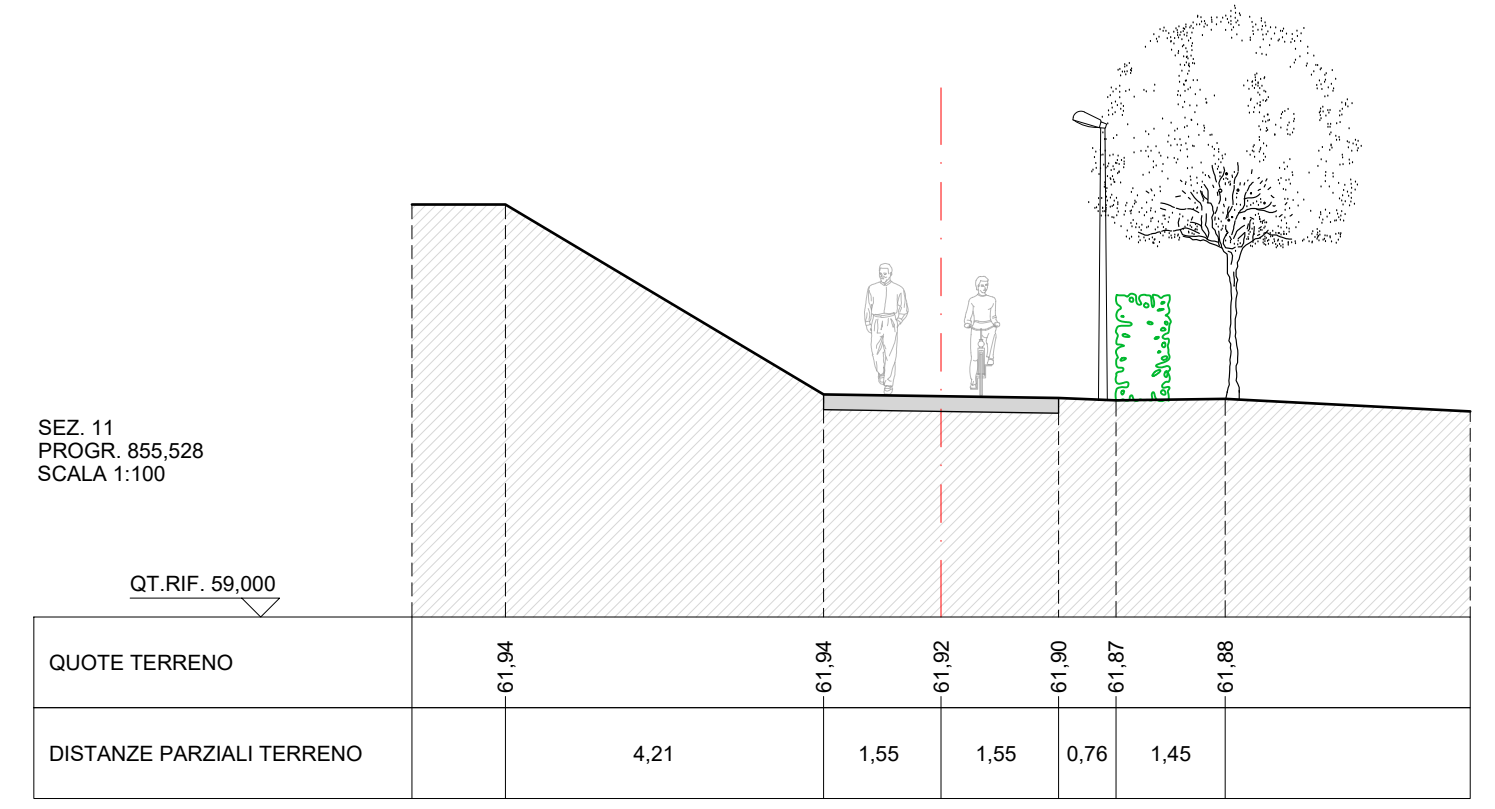 SEZ. 11
PROGR. 855,528
SCALA 1:100
QT.RIF. 59,000
QUOTE TERRENO 61,94 61,94 61,92 61,90 61,87 61,88
DISTANZE PARZIALI TERRENO 4,21 1,55 1,55 0,76 1,45